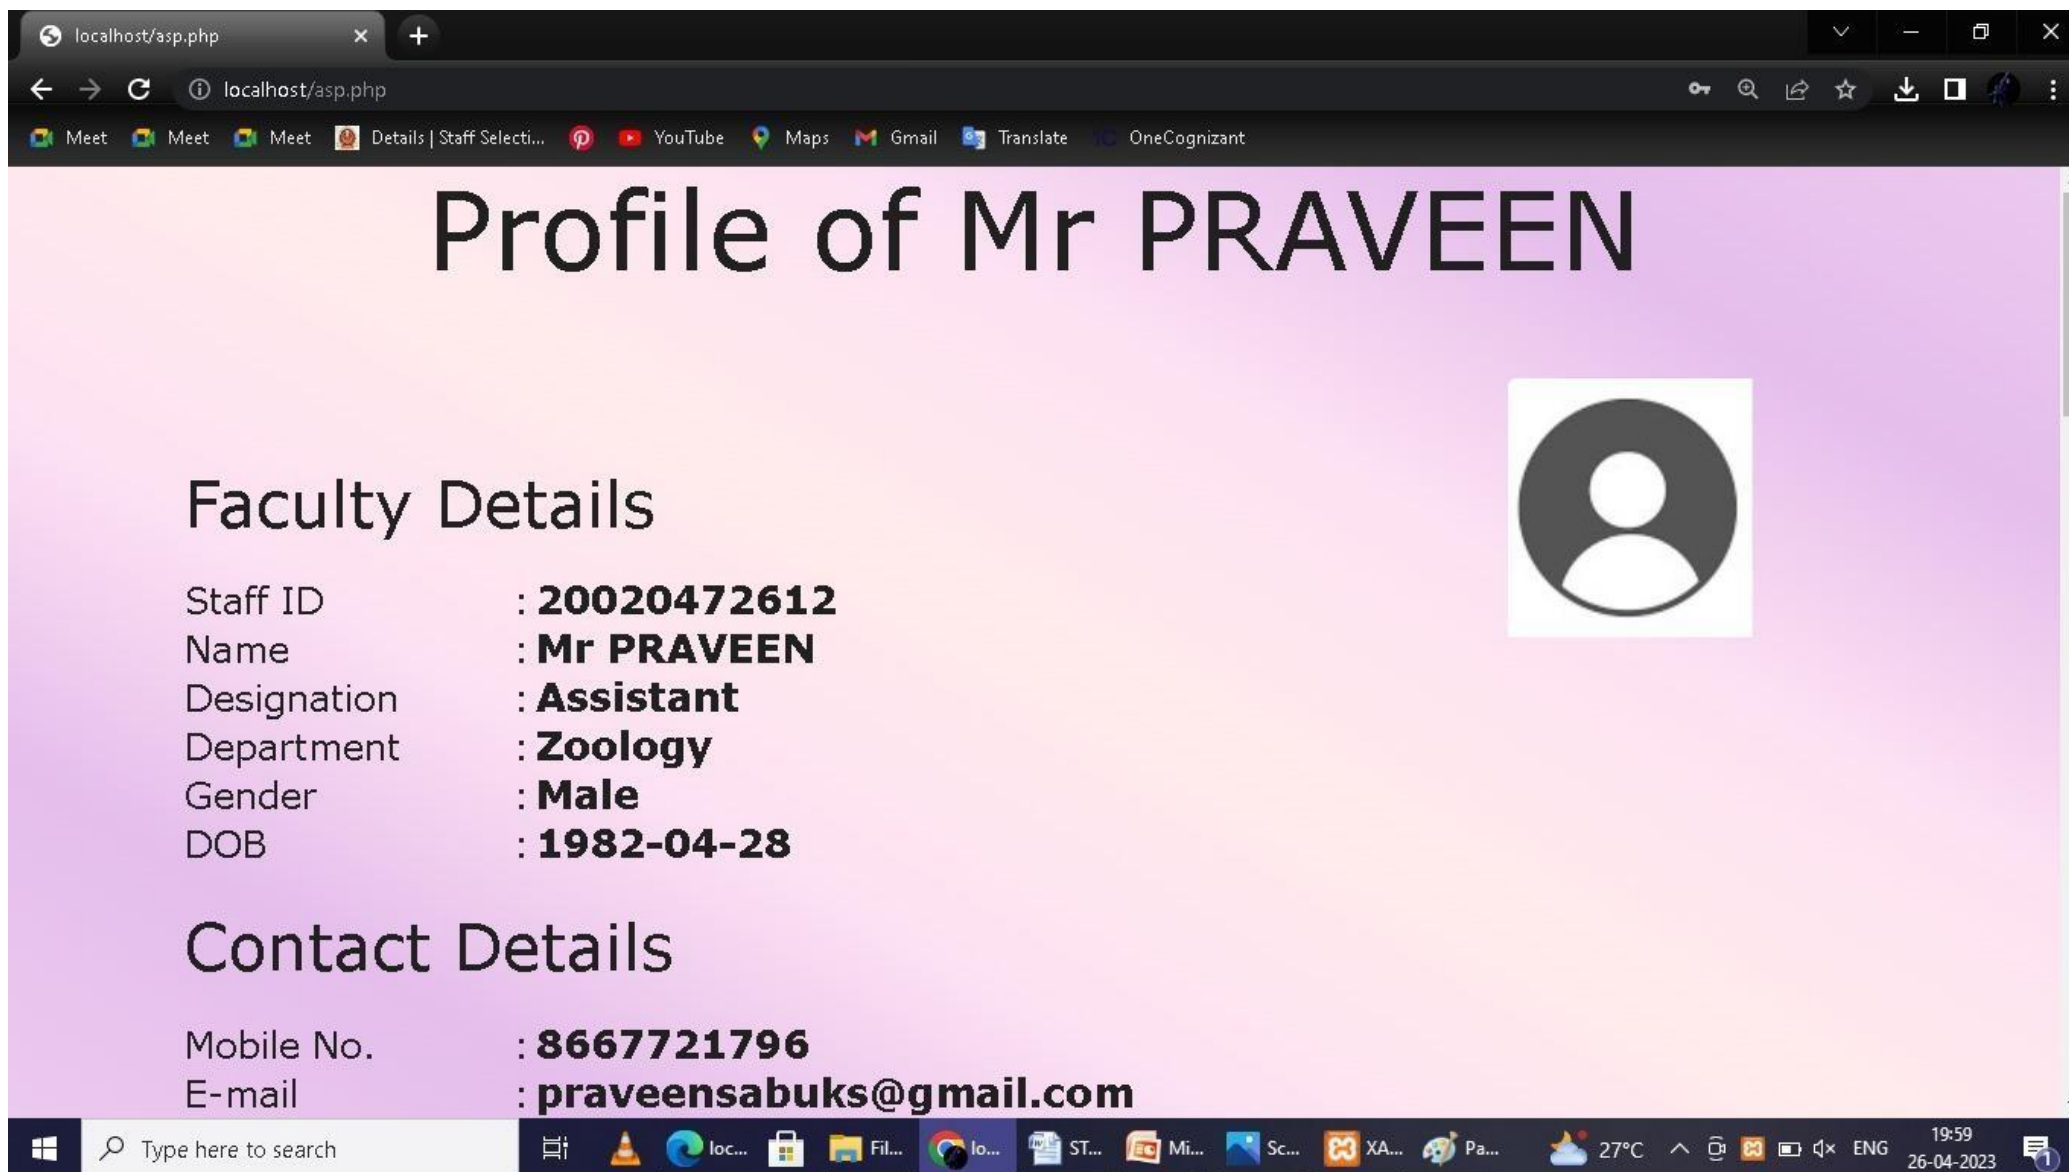 localhost/asp.php
localhost/asp.php
Meet Meet Meet Details | Staff Selecti... YouTube Maps Gmail Translate OneCognizant
Profile of Mr PRAVEEN
Faculty Details
Staff ID : 20020472612
Name : Mr PRAVEEN
Designation : Assistant
Department : Zoology
Gender : Male
DOB : 1982-04-28
Contact Details
Mobile No. : 8667721796
E-mail : praveensabuks@gmail.com
Type here to search loc... Fil... lo... ST... Mi... Sc... XA... Pa... 27°C ENG 19:59
26-04-2023 1